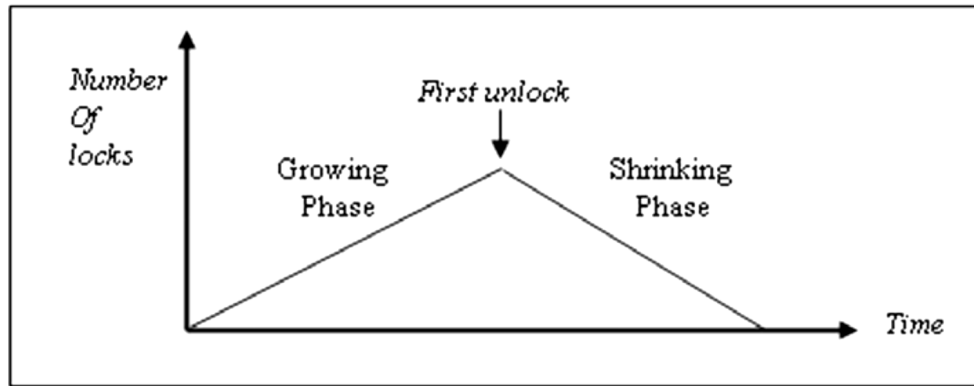 Number
Of
locks
First unlock
Growing
Phase
Shrinking
Phase
Time